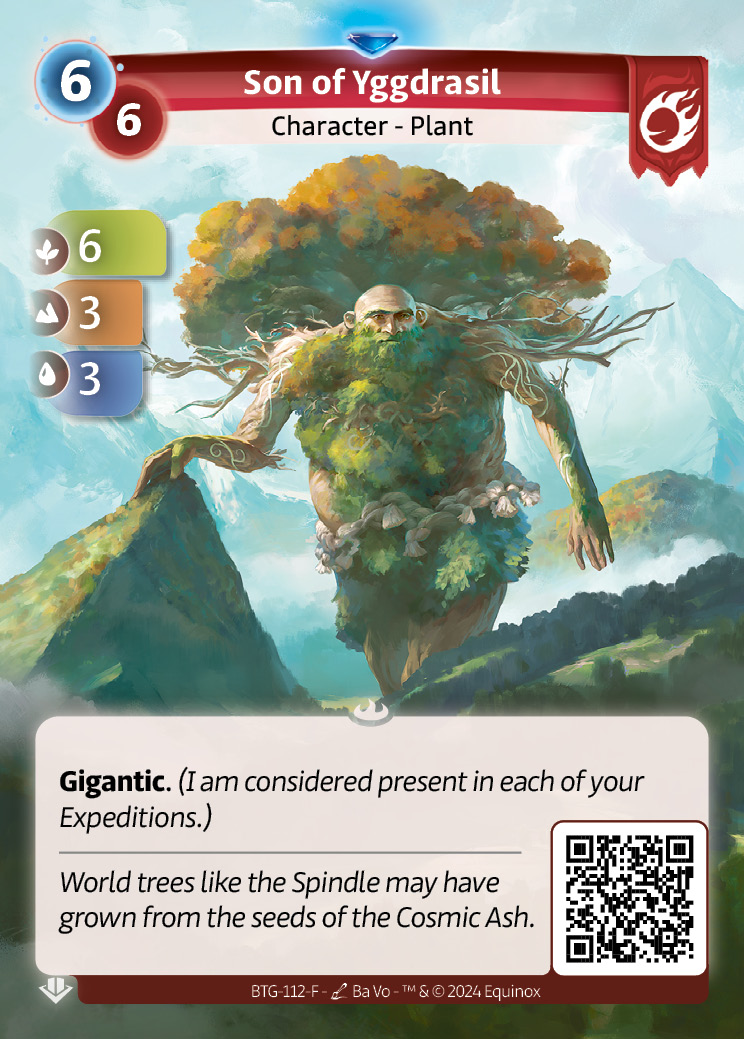 6
Son of Yggdrasil
6
Character - Plant
6
3
3
Gigantic. (I am considered present in each of your
Expeditions.)
World trees like the Spindle may have
grown from the seeds of the Cosmic Ash.
BTG-112-F - Ba Vo - ™ & © 2024 Equinox